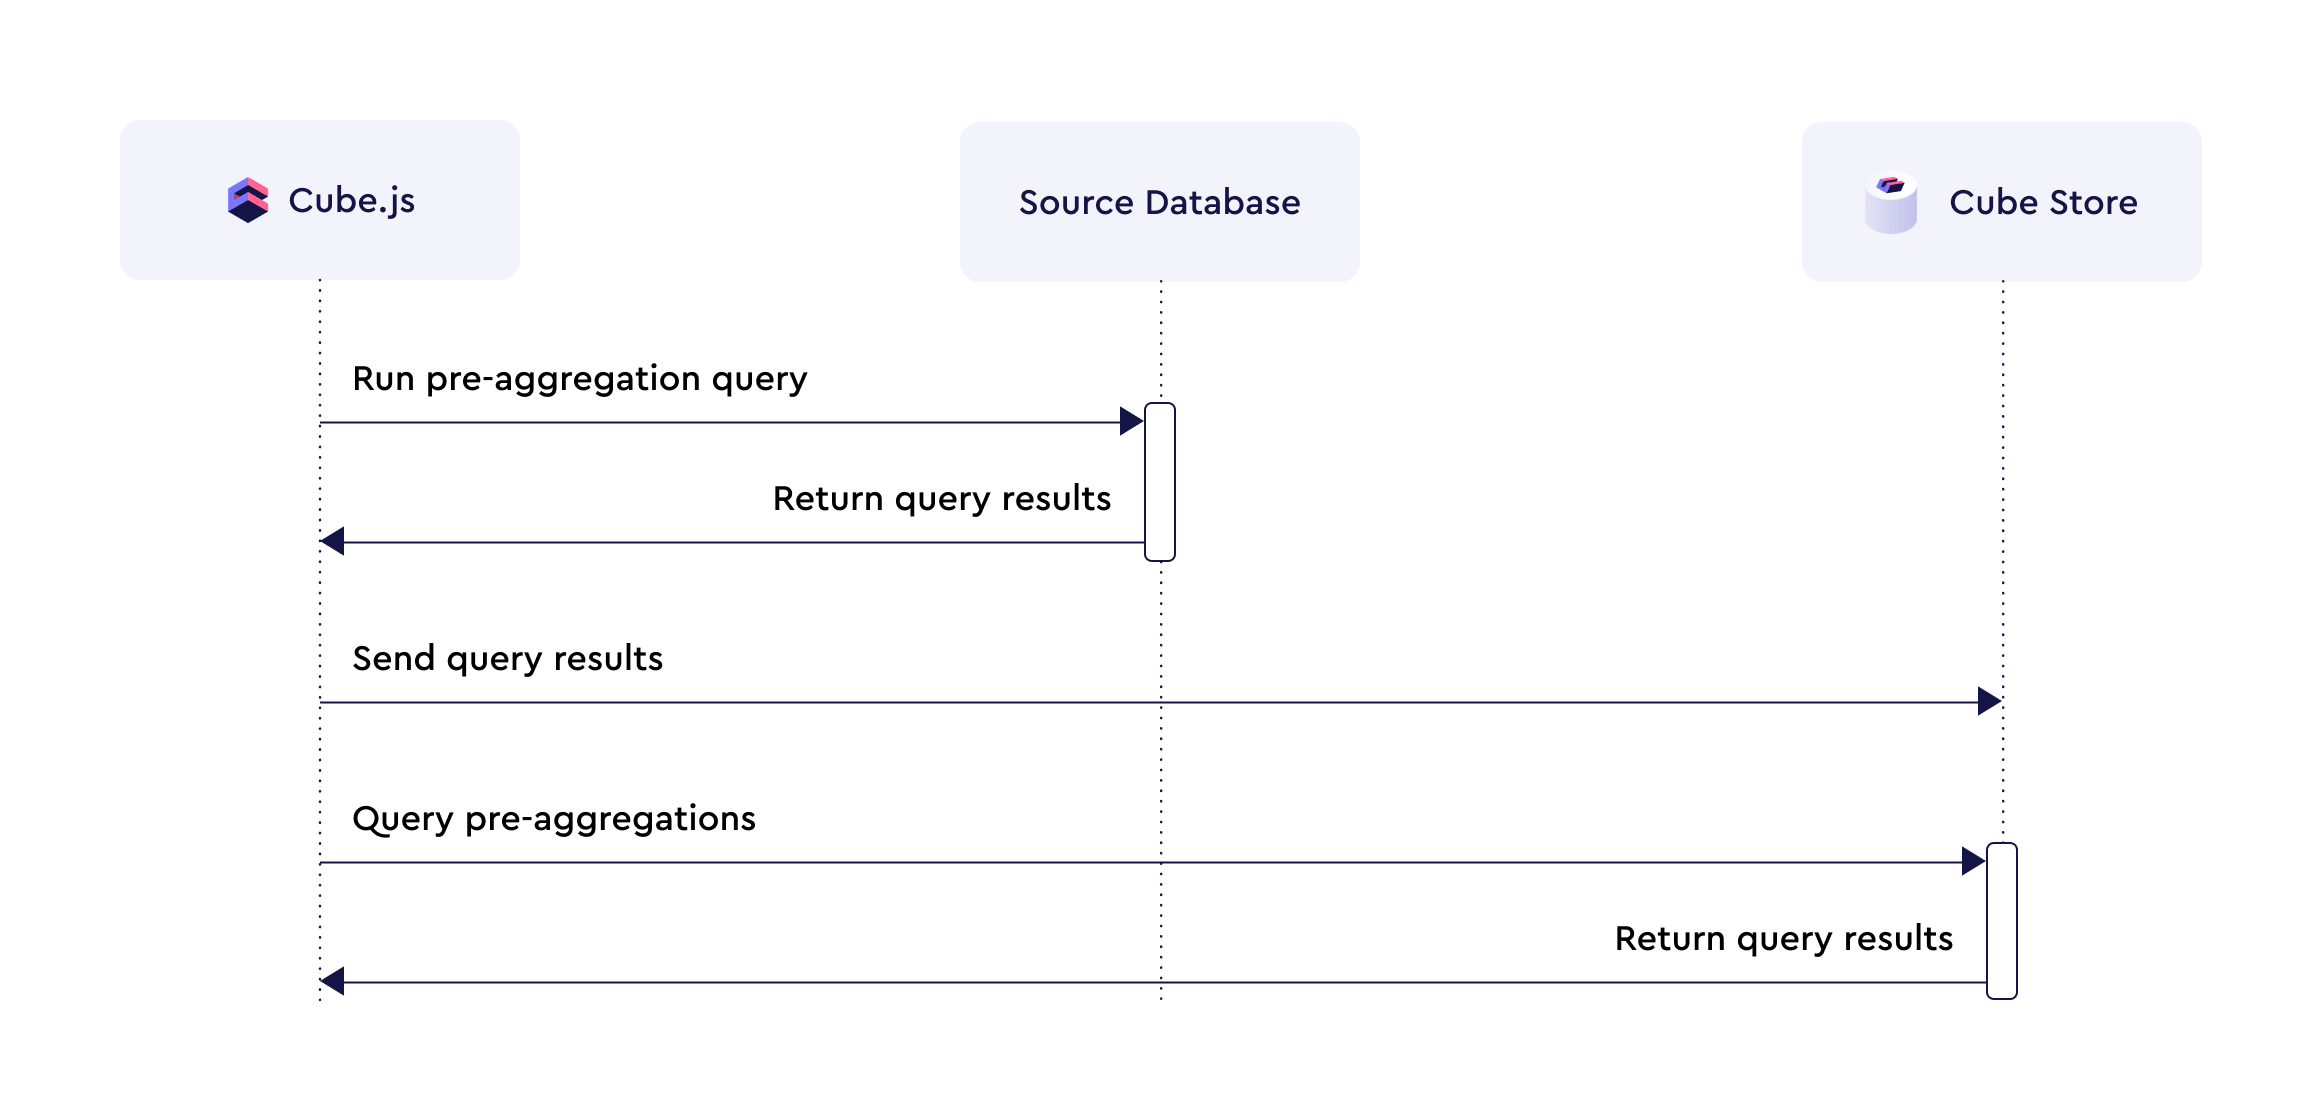 Cube.js
Source Database
Cube Store
Run pre-aggregation query
Return query results
Send query results
Query pre-aggregations
Return query results